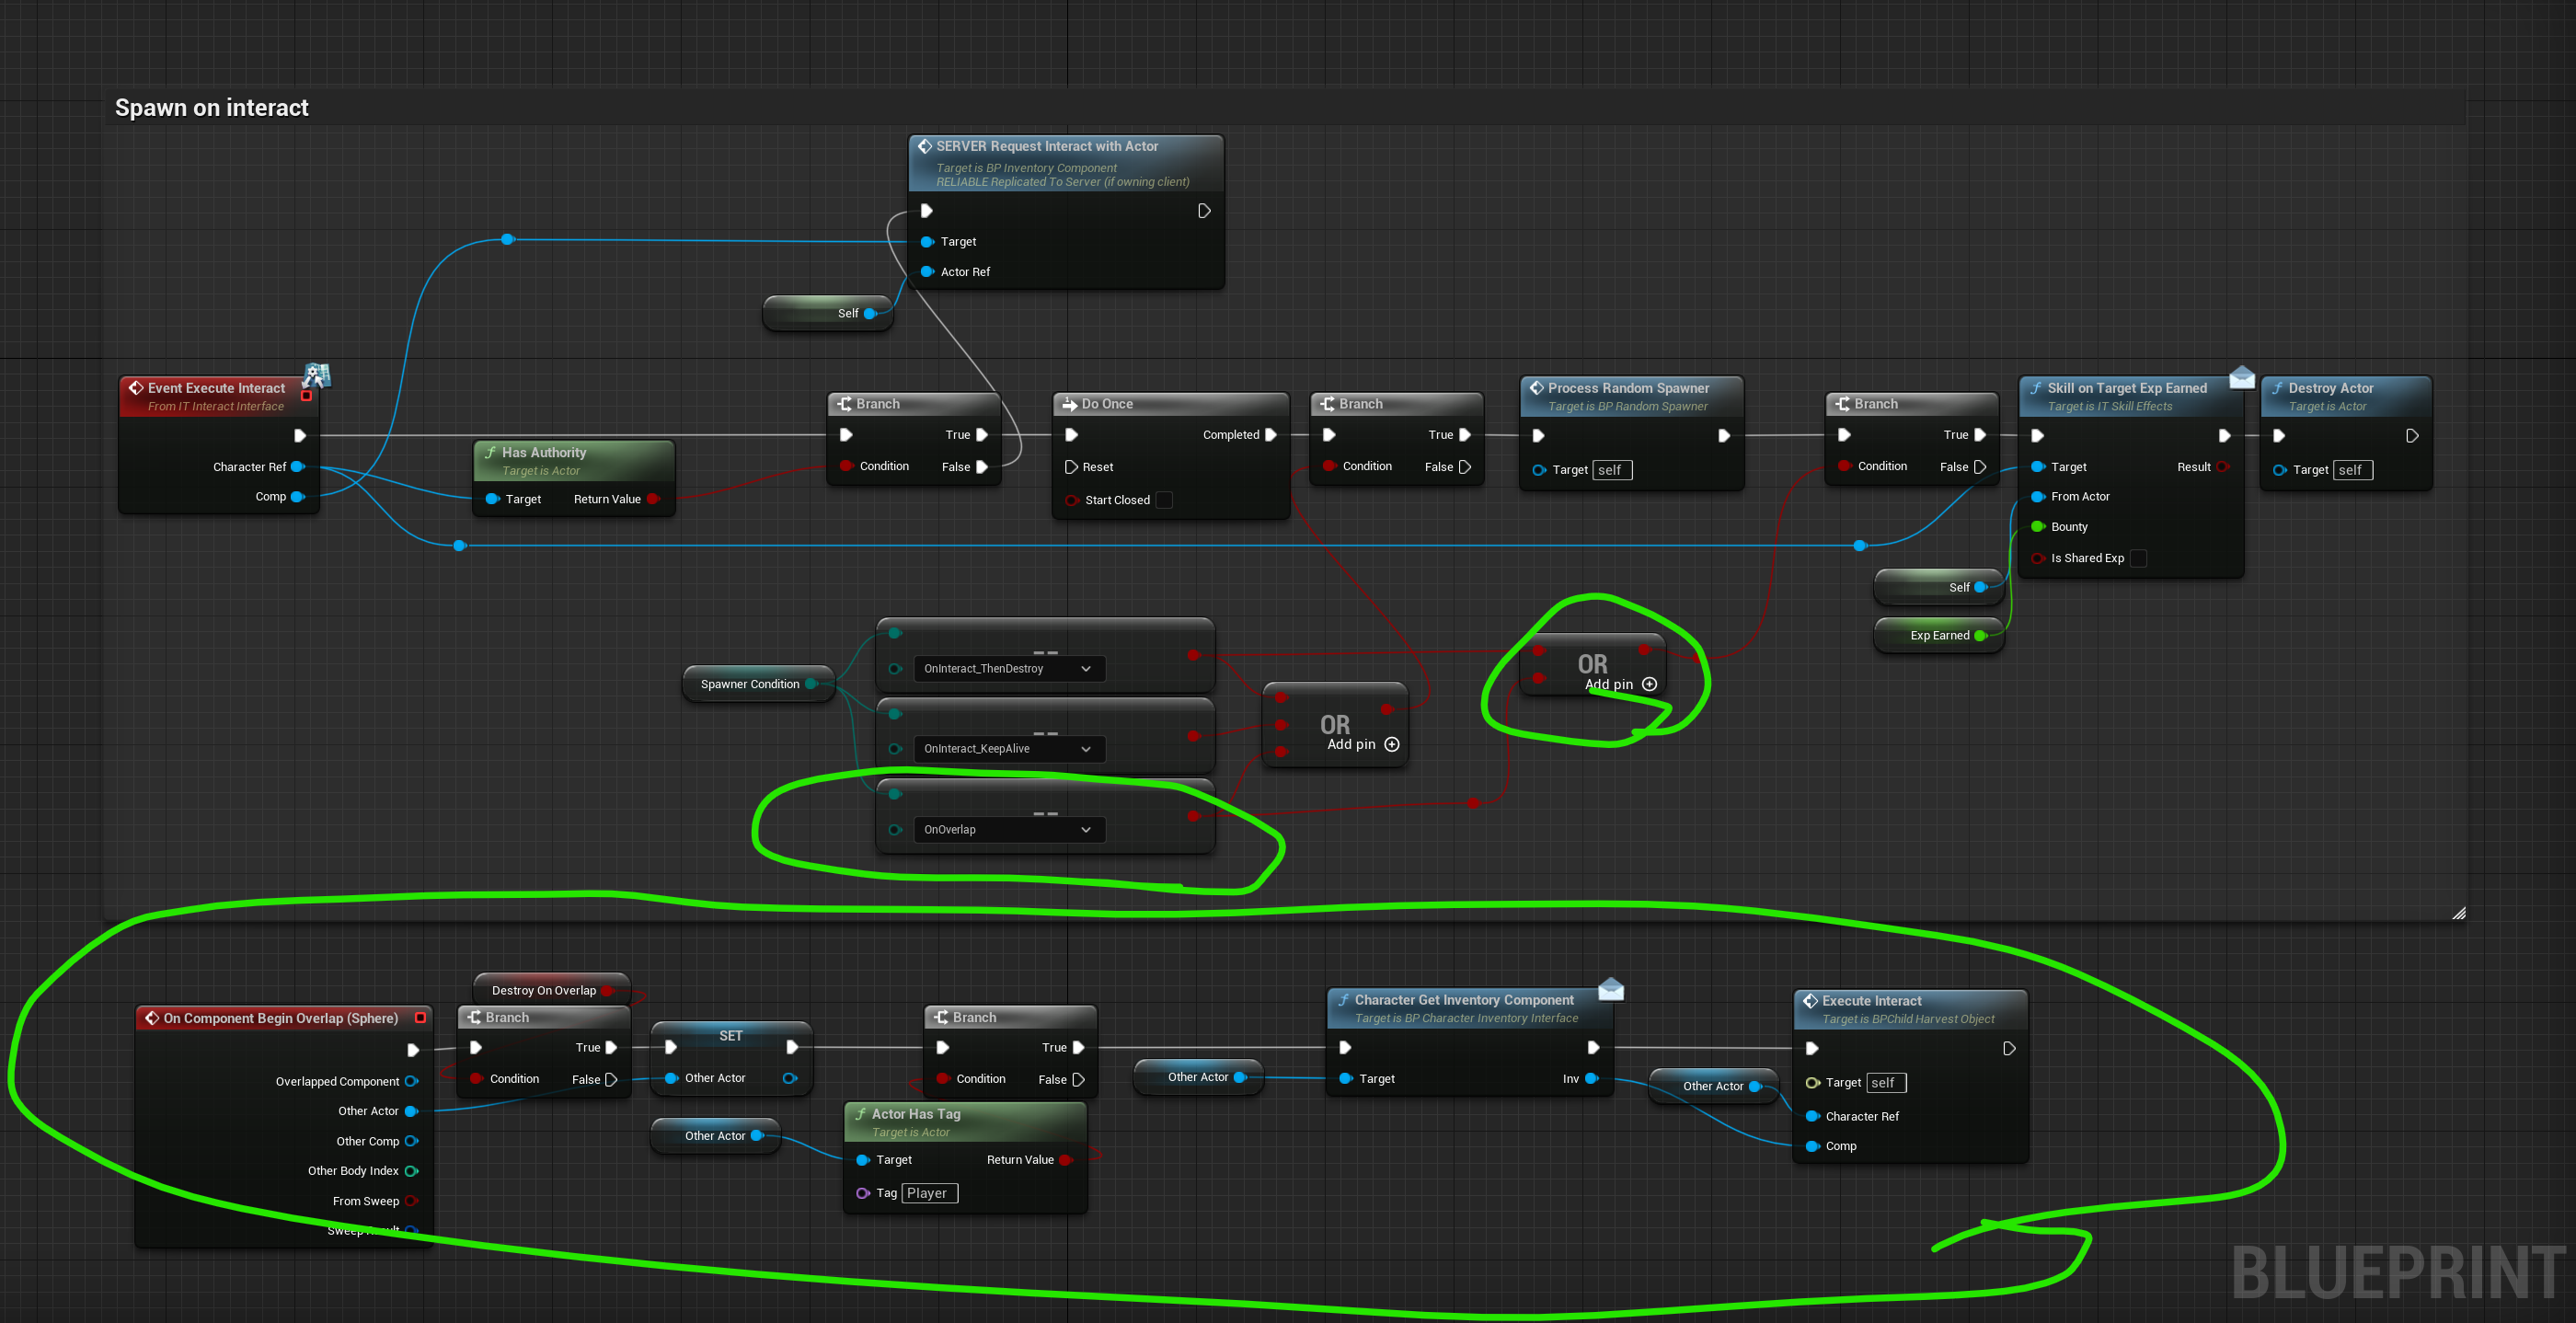 Spawn on interact
SERVER Request Interact with Actor
Target is BP Inventory Component
RELIABLE Replicated To Server (if owning client)
Target
Actor Ref
Self
Event Execute Interact
From IT Interact Interface
Character Ref
Comp
Has Authority
Target is Actor
Target
Return Value
Branch
True
Condition
False
Do Once
Completed
Reset
Start Closed
Branch
True
Condition
False
Process Random Spawner
Target is BP Random Spawner
Target self
Branch
True
Condition
False
Skill on Target Exp Earned
Target is IT Skill Effects
Target
Result
From Actor
Bounty
Is Shared Exp
Destroy Actor
Target is Actor
Target self
Self
Exp Earned
Spawner Condition
==
OnInteract_ThenDestroy
==
OnInteract_KeepAlive
==
OnOverlap
OR
Add pin
OR
Add pin
On Component Begin Overlap (Sphere)
Overlapped Component
Other Actor
Other Comp
Other Body Index
From Sweep
Sweep Result
Destroy On Overlap
Branch
True
Condition
False
SET
Other Actor
Other Actor
Branch
True
Condition
False
Actor Has Tag
Target is Actor
Target
Return Value
Tag Player
Other Actor
Character Get Inventory Component
Target is BP Character Inventory Interface
Target
Inv
Other Actor
Execute Interact
Target is BPChild Harvest Object
Target self
Character Ref
Comp
BLUEPRINT